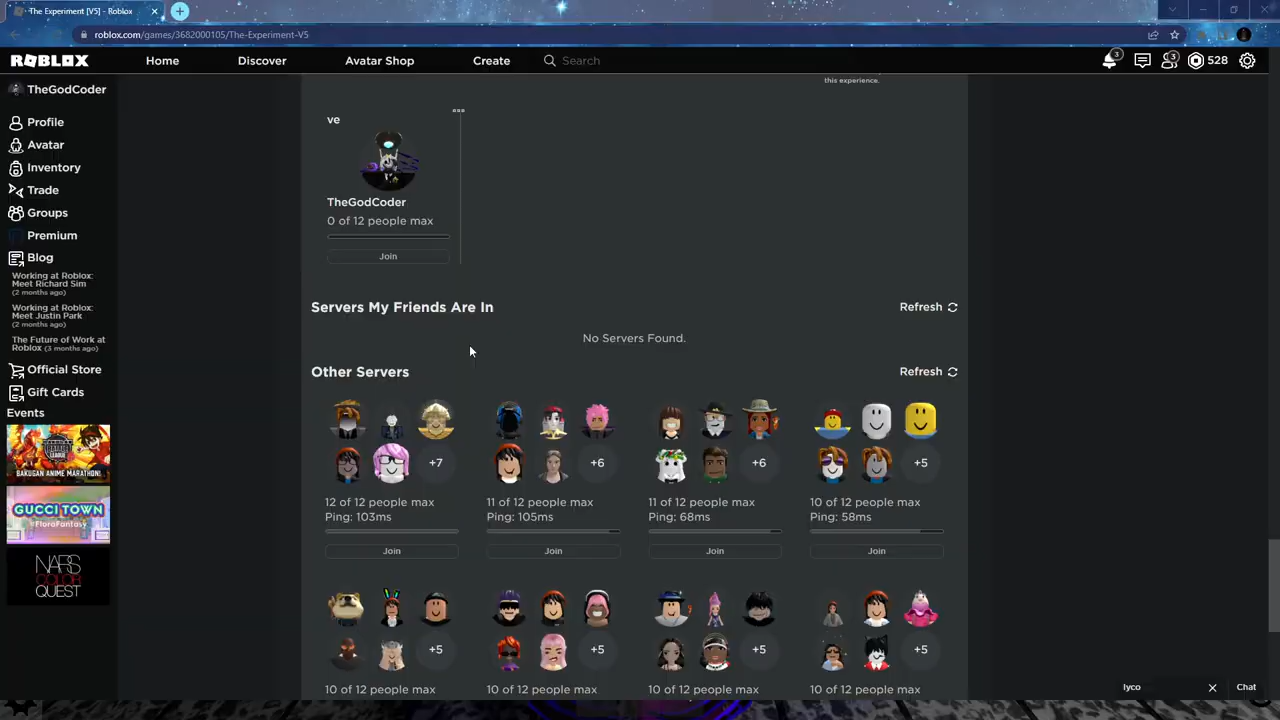 The Experiment [V5] - Roblox
roblox.com/games/3682000105/The-Experiment-V5
ROBLOX
Home
Discover
Avatar Shop
Create
Search
3
3
528
TheGodCoder
Profile
Avatar
Inventory
Trade
Groups
Premium
Blog
Working at Roblox:
Meet Richard Sim
(2 months ago)
Working at Roblox:
Meet Justin Park
(2 months ago)
The Future of Work at
Roblox (3 months ago)
Official Store
Gift Cards
Events
BAKUGAN ANIME MARATHON!
GUCCI TOWN
@FloraFantasy
NARS
COLOR
QUEST
this experience.
ve
TheGodCoder
0 of 12 people max
Join
Servers My Friends Are In
Refresh
No Servers Found.
Other Servers
Refresh
+7
+6
+6
+5
12 of 12 people max
Ping: 103ms
Join
11 of 12 people max
Ping: 105ms
Join
11 of 12 people max
Ping: 68ms
Join
10 of 12 people max
Ping: 58ms
Join
+5
+5
+5
+5
10 of 12 people max
10 of 12 people max
10 of 12 people max
10 of 12 people max
lyco
Chat